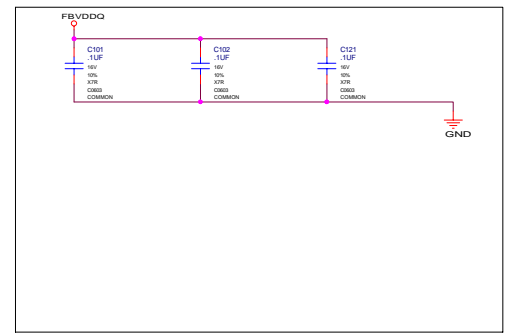 FBVDDQ
C101
.1UF
16V
10%
X7R
C0603
COMMON
C102
.1UF
16V
10%
X7R
C0603
COMMON
C121
.1UF
16V
10%
X7R
C0603
COMMON
GND